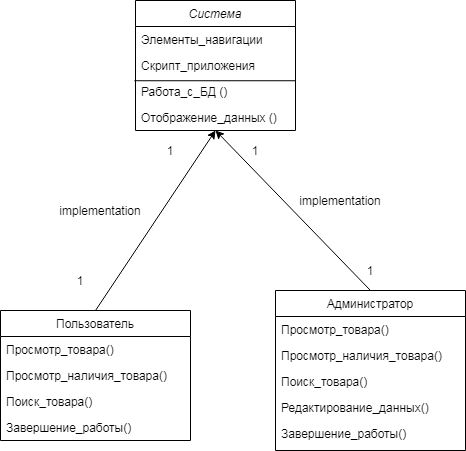 Система
Элементы_навигации
Скрипт_приложения
Работа_с_БД ()
Отображение_данных ()
1
1
implementation
implementation
1
1
Пользователь
Просмотр_товара()
Просмотр_наличия_товара()
Поиск_товара()
Завершение_работы()
Администратор
Просмотр_товара()
Просмотр_наличия_товара()
Поиск_товара()
Редактирование_данных()
Завершение_работы()